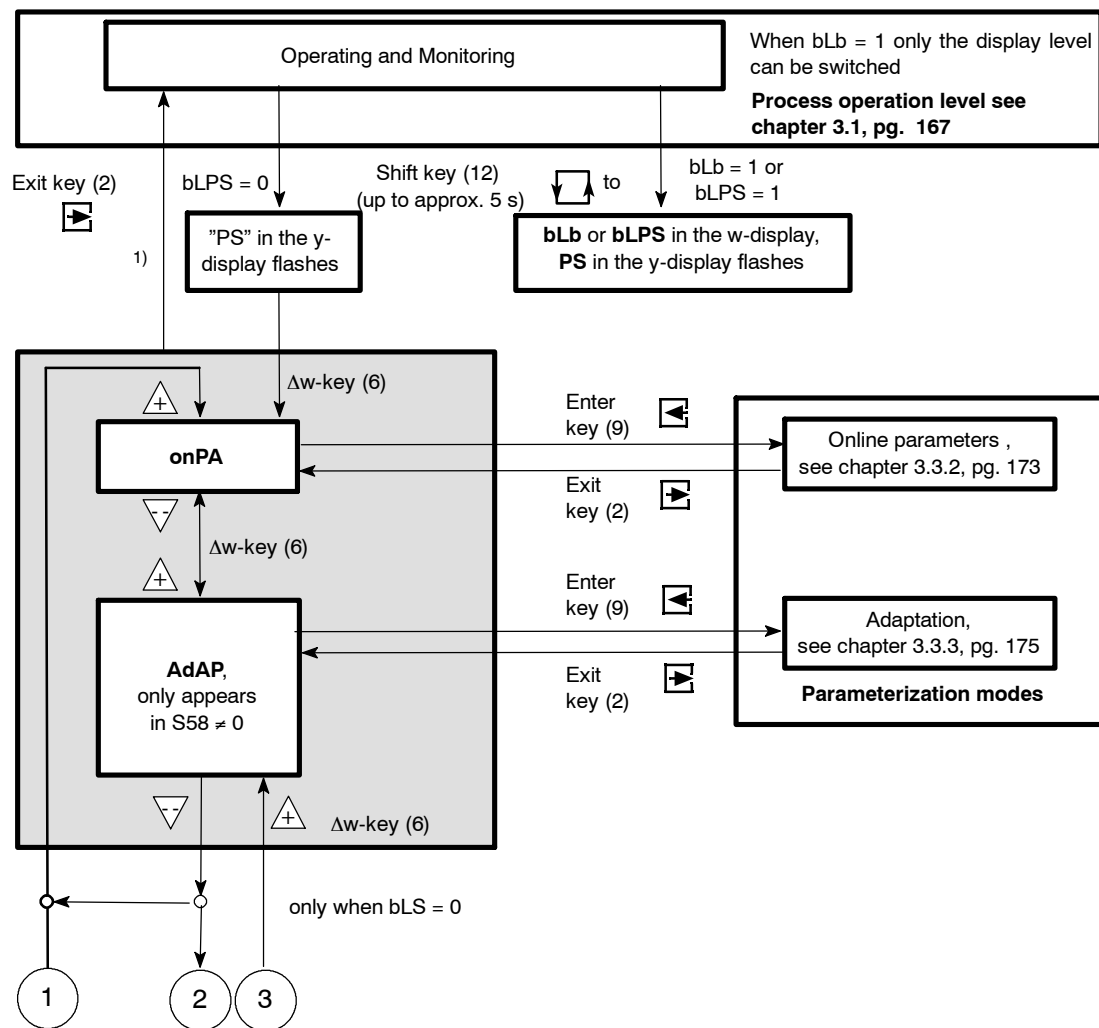 Operating and Monitoring
When bLb = 1 only the display level
can be switched
Process operation level see
chapter 3.1, pg. 167
Exit key (2)
bLPS = 0
Shift key (12)
(up to approx. 5 s)
to
bLb = 1 or
bLPS = 1
1)
”PS” in the y-
display flashes
bLb or bLPS in the w-display,
PS in the y-display flashes
Δw-key (6)
+
onPA
Enter
key (9)
Online parameters ,
see chapter 3.3.2, pg. 173
Exit
key (2)
--
Δw-key (6)
+
AdAP,
only appears
in S58 ≠ 0
Enter
key (9)
Adaptation,
see chapter 3.3.3, pg. 175
Exit
key (2)
Parameterization modes
--
+
Δw-key (6)
only when bLS = 0
1
2
3